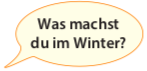 Was machst
du im Winter?